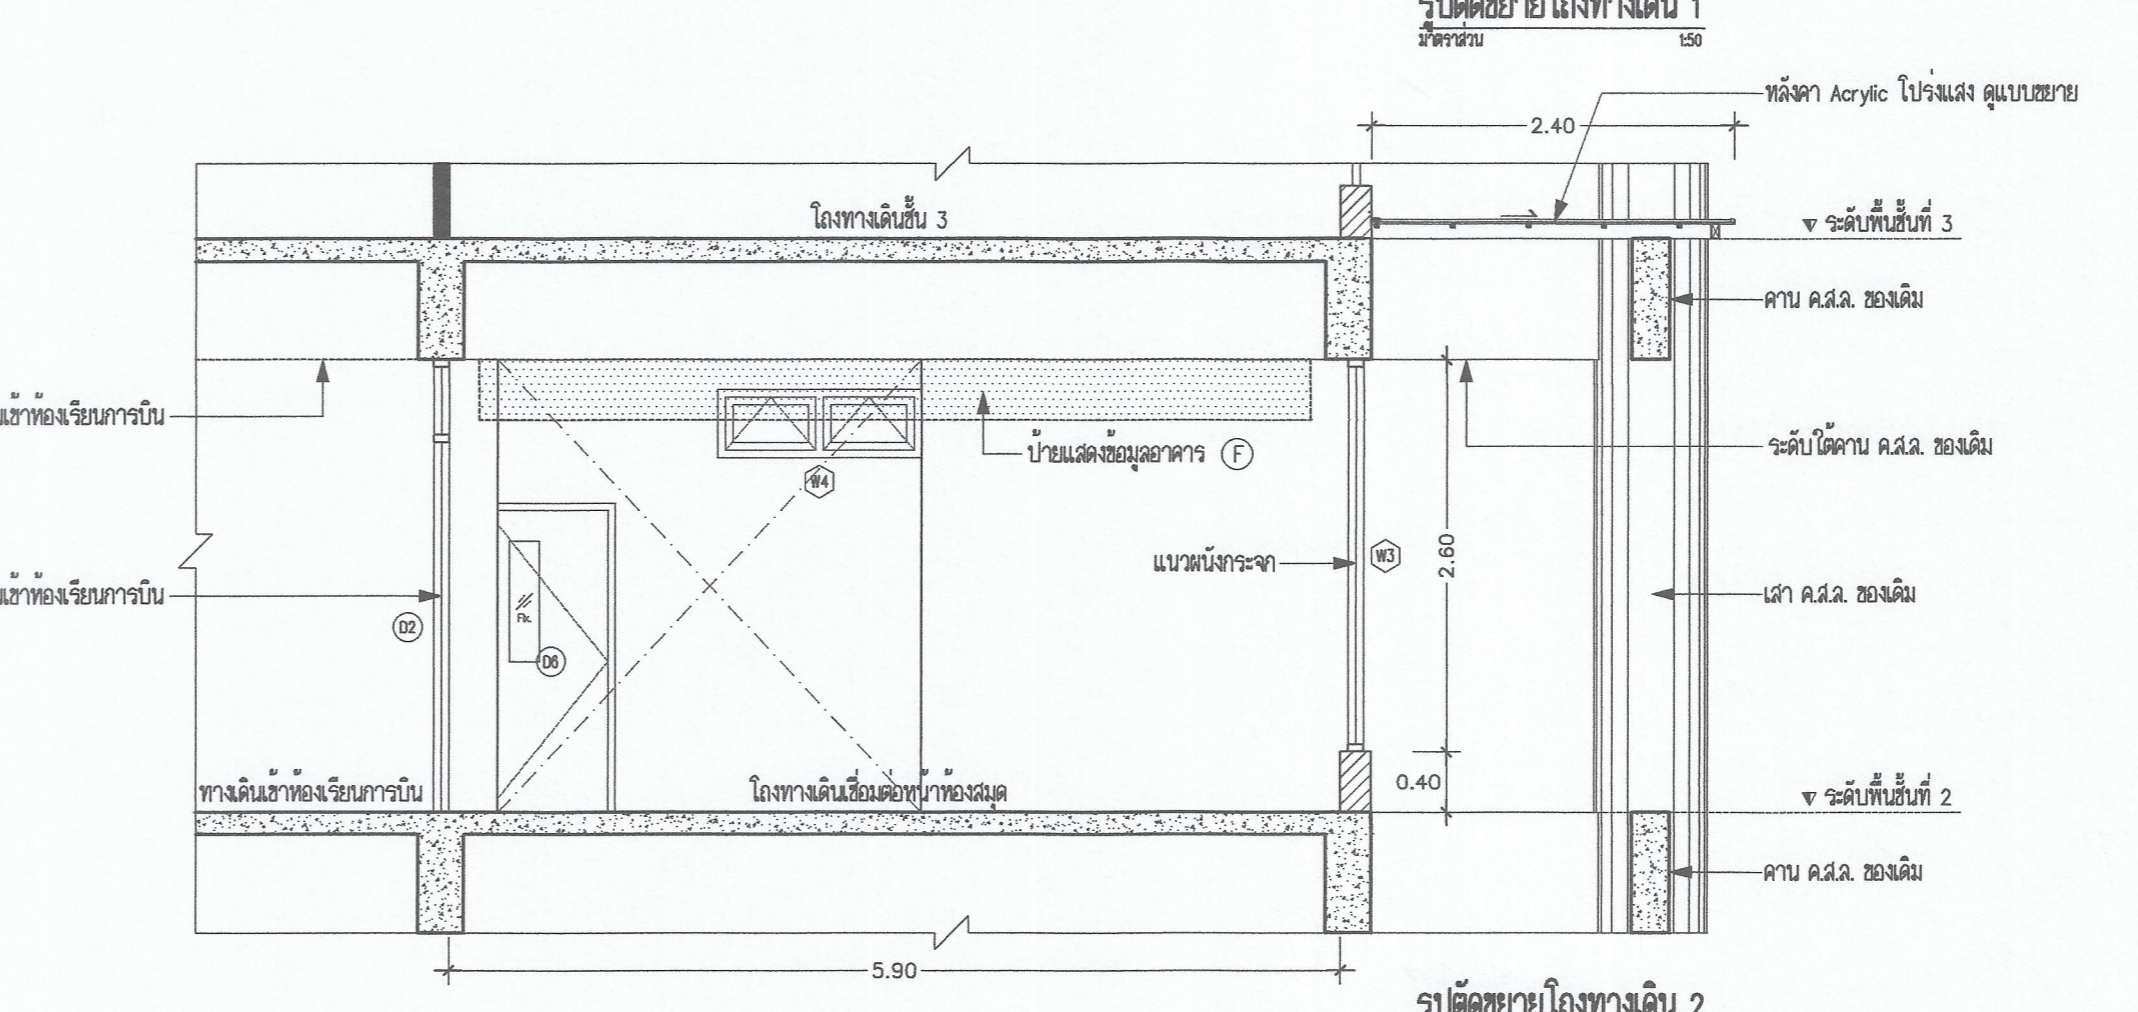 รูปตัดขยายโถงทางเดิน 1
มาตราส่วน 1:50
หลังคา Acrylic โปร่งแสง ดูแบบขยาย
2.40
โถงทางเดินชั้น 3
ระดับพื้นชั้นที่ 3
คาน ค.ส.ล. ของเดิม
เข้าห้องเรียนการบิน
ป้ายแสดงข้อมูลอาคาร F
ระดับใต้คาน ค.ส.ล. ของเดิม
W4
แนวผนังกระจก
W3
2.60
เข้าห้องเรียนการบิน
เสา ค.ส.ล. ของเดิม
Fix.
D2
D6
ทางเดินเข้าห้องเรียนการบิน
โถงทางเดินเชื่อมต่อหน้าห้องสมุด
0.40
ระดับพื้นชั้นที่ 2
คาน ค.ส.ล. ของเดิม
5.90
รูปตัดขยายโถงทางเดิน 2